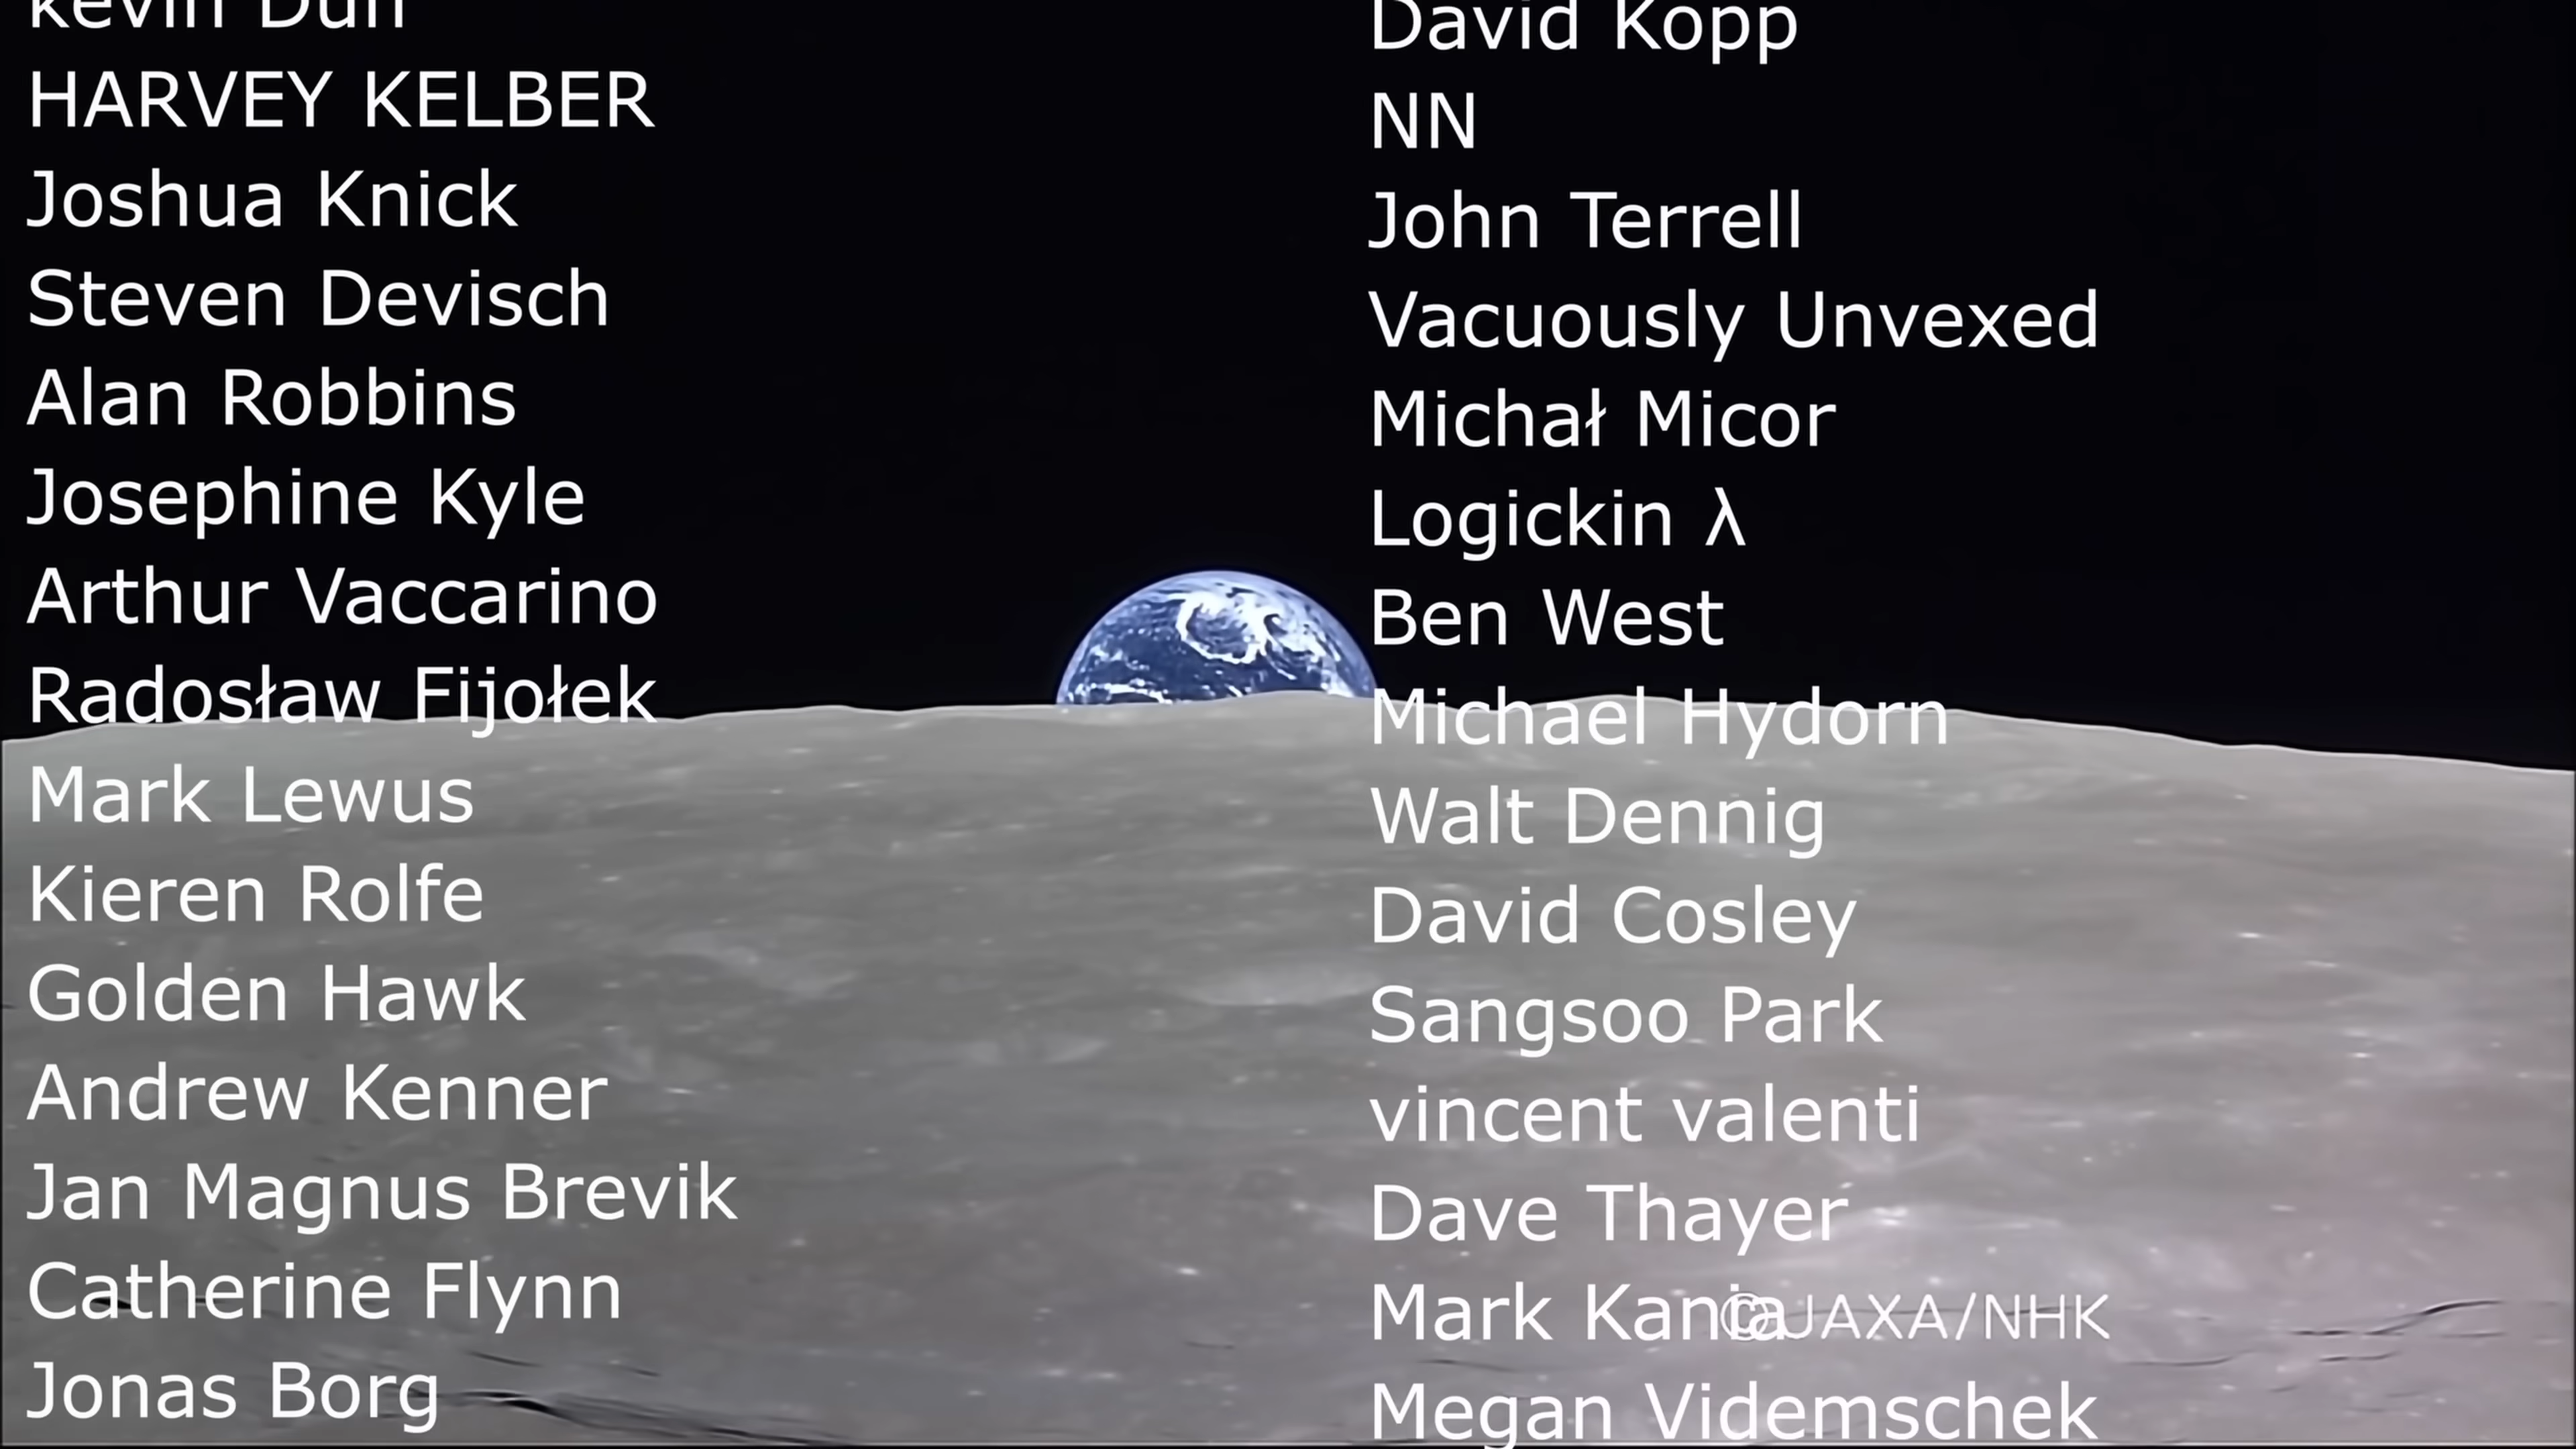 kevin Dun
HARVEY KELBER
Joshua Knick
Steven Devisch
Alan Robbins
Josephine Kyle
Arthur Vaccarino
Radosław Fijołek
Mark Lewus
Kieren Rolfe
Golden Hawk
Andrew Kenner
Jan Magnus Brevik
Catherine Flynn
Jonas Borg
David Kopp
NN
John Terrell
Vacuously Unvexed
Michał Micor
Logickin λ
Ben West
Michael Hydorn
Walt Dennig
David Cosley
Sangsoo Park
vincent valenti
Dave Thayer
Mark Kania
Megan Videmschek
©JAXA/NHK